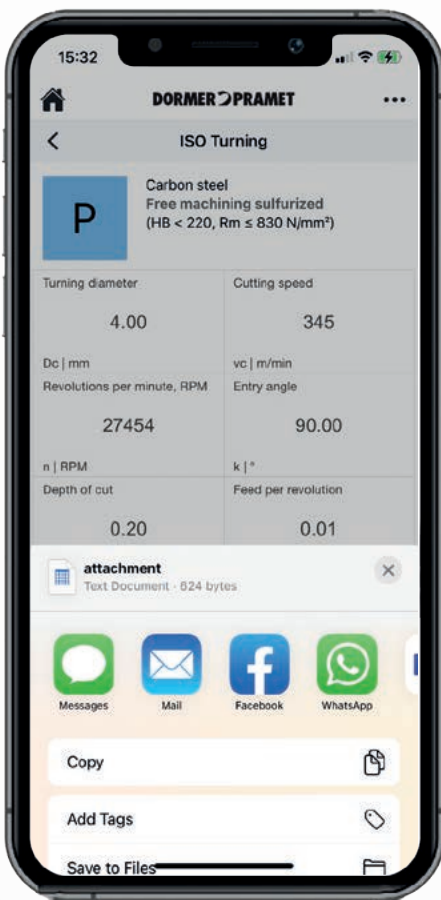 15:32
DORMER PRAMET
ISO Turning
P
Carbon steel
Free machining sulfurized
(HB < 220, Rm ≤ 830 N/mm²)
Turning diameter
Cutting speed
4.00
345
Dc | mm
vc | m/min
Revolutions per minute, RPM
Entry angle
27454
90.00
n | RPM
k | °
Depth of cut
Feed per revolution
0.20
0.01
attachment
Text Document · 624 bytes
Messages
Mail
Facebook
WhatsApp
Copy
Add Tags
Save to Files